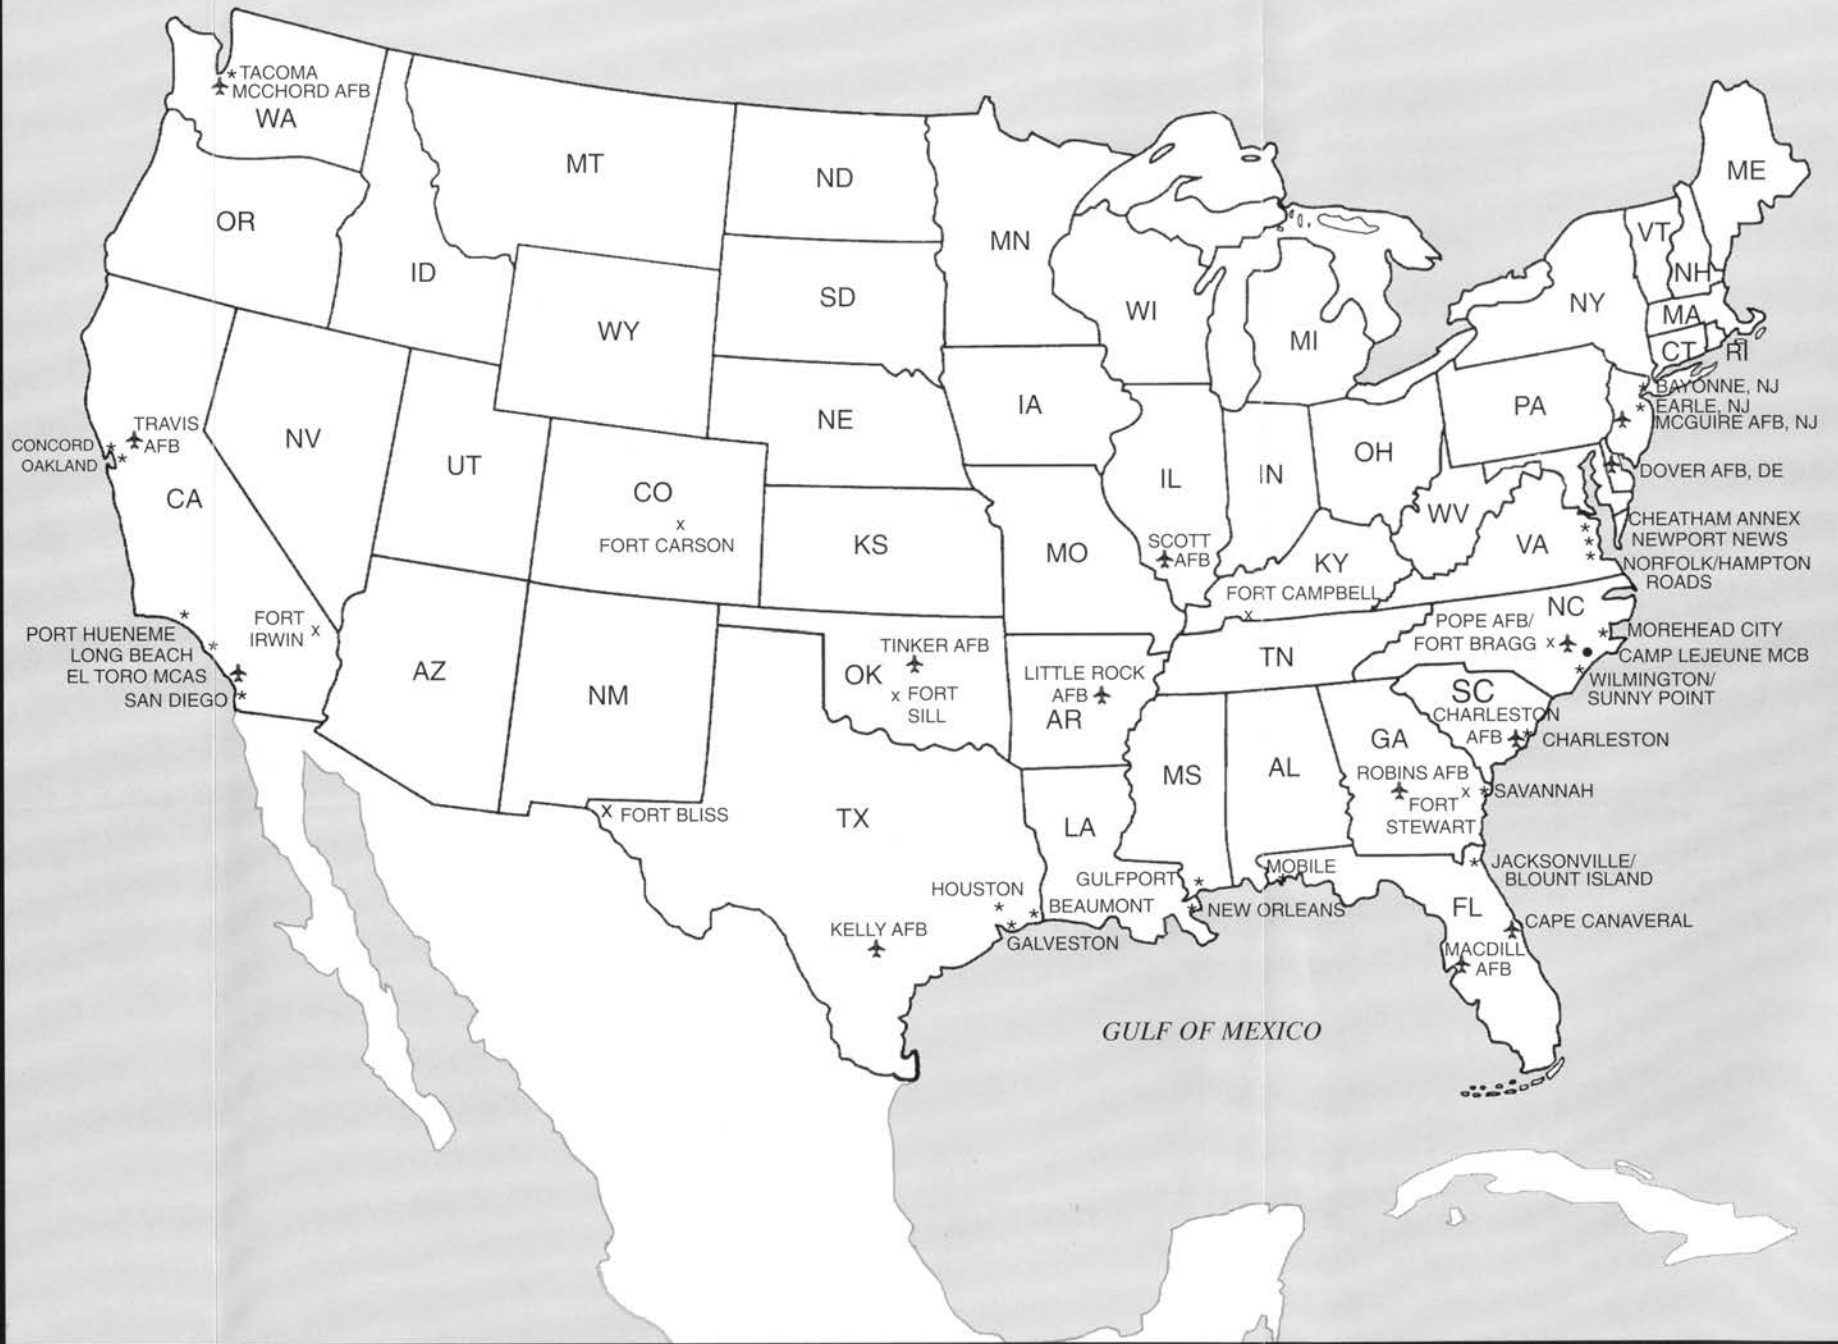 TACOMA
MCCHORD AFB
WA
MT
ND
MN
ME
OR
ID
SD
WI
MI
NY
VT
NH
MA
CT
RI
WY
NE
IA
PA
BAYONNE, NJ
EARLE, NJ
MCGUIRE AFB, NJ
DOVER AFB, DE
TRAVIS
AFB
CONCORD
OAKLAND
CA
NV
UT
CO
FORT CARSON
KS
MO
IL
SCOTT
AFB
IN
OH
WV
VA
KY
FORT CAMPBELL
CHEATHAM ANNEX
NEWPORT NEWS
NORFOLK/HAMPTON
ROADS
FORT
IRWIN
PORT HUENEME
LONG BEACH
EL TORO MCAS
SAN DIEGO
AZ
NM
TINKER AFB
OK
FORT
SILL
LITTLE ROCK
AFB
AR
TN
NC
POPE AFB/
FORT BRAGG
MOREHEAD CITY
CAMP LEJEUNE MCB
WILMINGTON/
SUNNY POINT
SC
CHARLESTON
AFB
CHARLESTON
FORT BLISS
TX
LA
MS
AL
GA
ROBINS AFB
FORT
STEWART
SAVANNAH
JACKSONVILLE/
BLOUNT ISLAND
HOUSTON
BEAUMONT
GALVESTON
KELLY AFB
GULFPORT
NEW ORLEANS
MOBILE
FL
CAPE CANAVERAL
MACDILL
AFB
GULF OF MEXICO